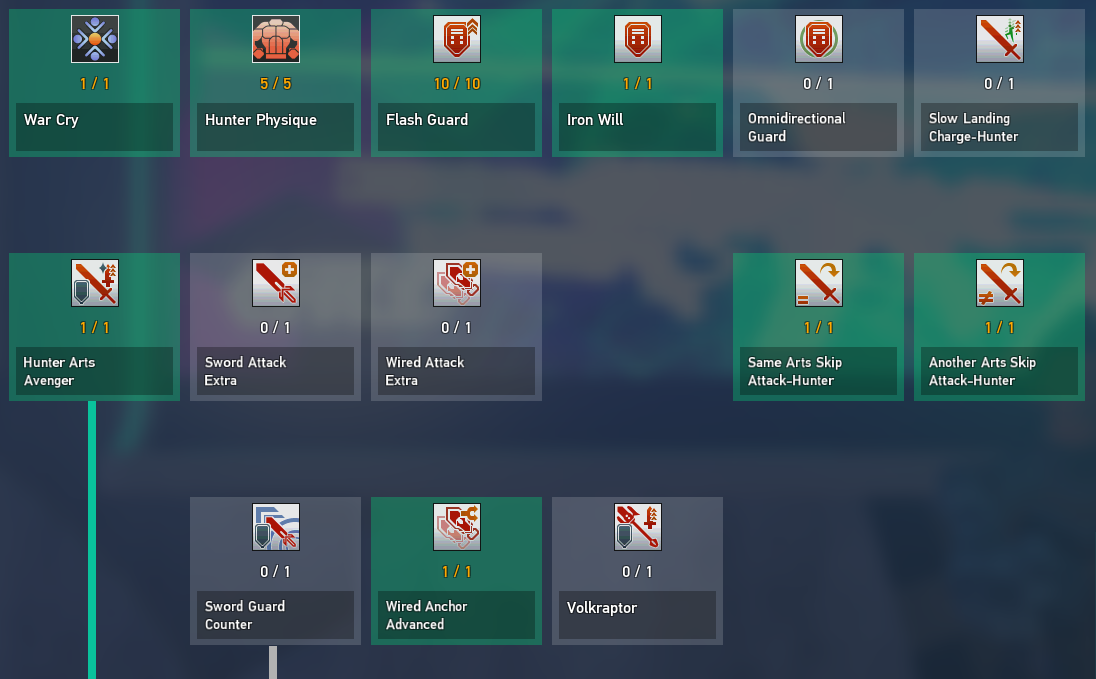 1 / 1
5 / 5
10 / 10
1 / 1
0 / 1
0 / 1
War Cry
Hunter Physique
Flash Guard
Iron Will
Omnidirectional
Guard
Slow Landing
Charge-Hunter
1 / 1
0 / 1
0 / 1
1 / 1
1 / 1
Hunter Arts
Avenger
Sword Attack
Extra
Wired Attack
Extra
Same Arts Skip
Attack-Hunter
Another Arts Skip
Attack-Hunter
0 / 1
1 / 1
0 / 1
Sword Guard
Counter
Wired Anchor
Advanced
Volkraptor